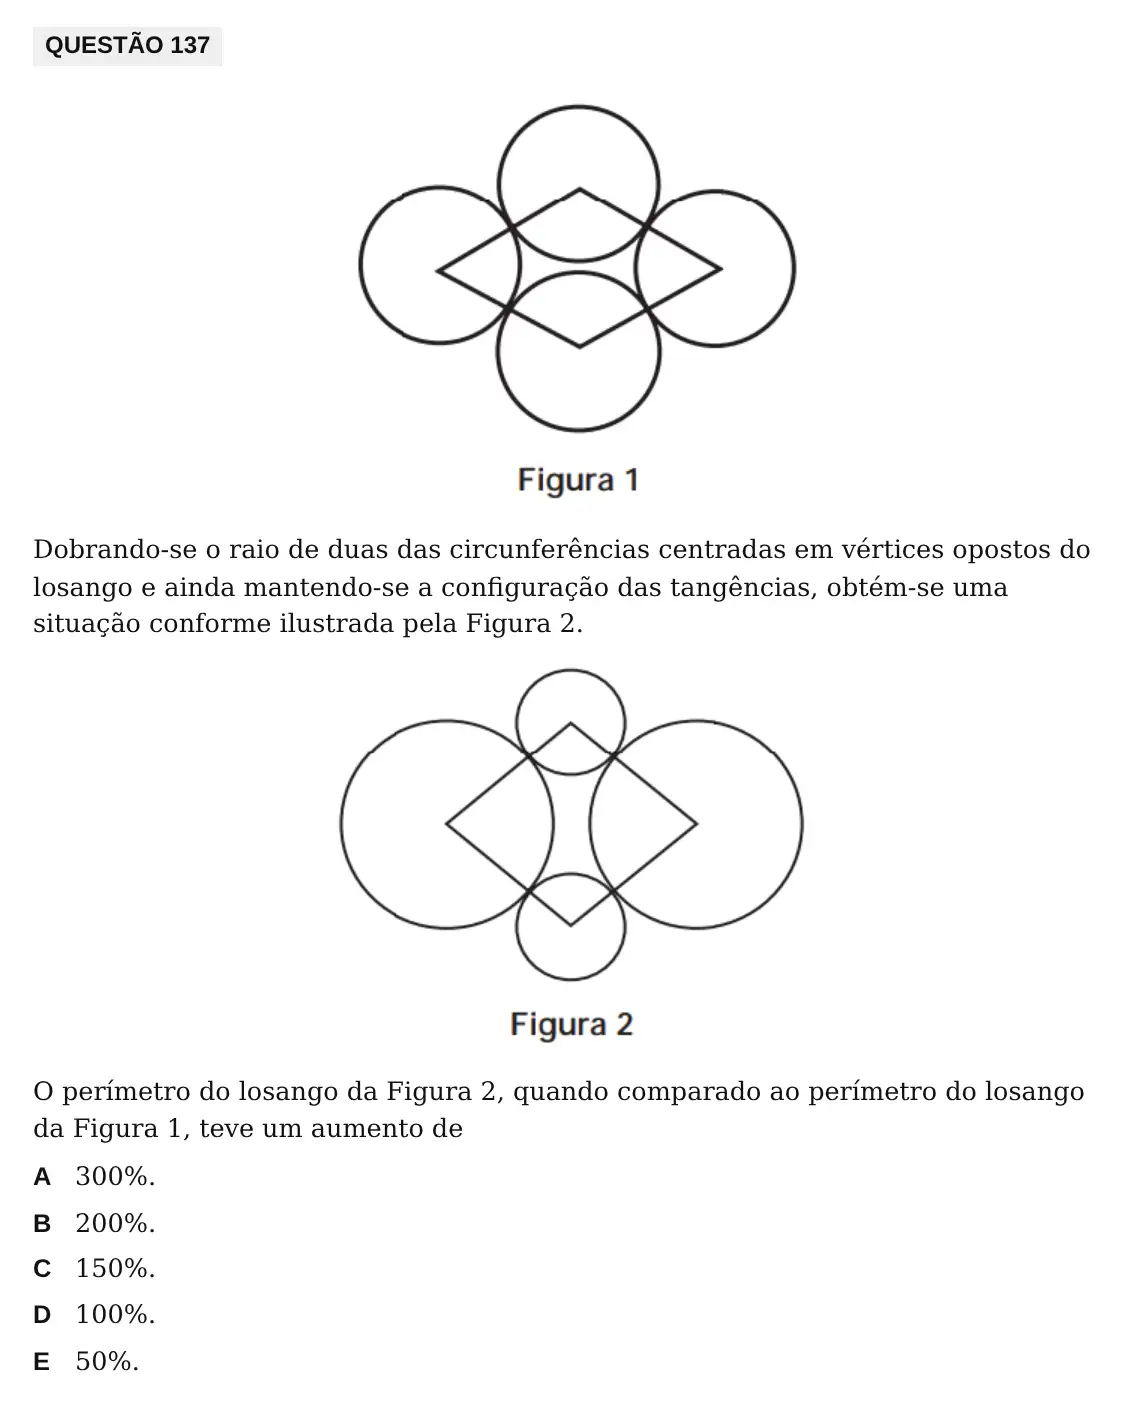 QUESTÃO 137
Figura 1
Dobrando-se o raio de duas das circunferências centradas em vértices opostos do
losango e ainda mantendo-se a configuração das tangências, obtém-se uma
situação conforme ilustrada pela Figura 2.
Figura 2
O perímetro do losango da Figura 2, quando comparado ao perímetro do losango
da Figura 1, teve um aumento de
A 300%.
B 200%.
C 150%.
D 100%.
E 50%.